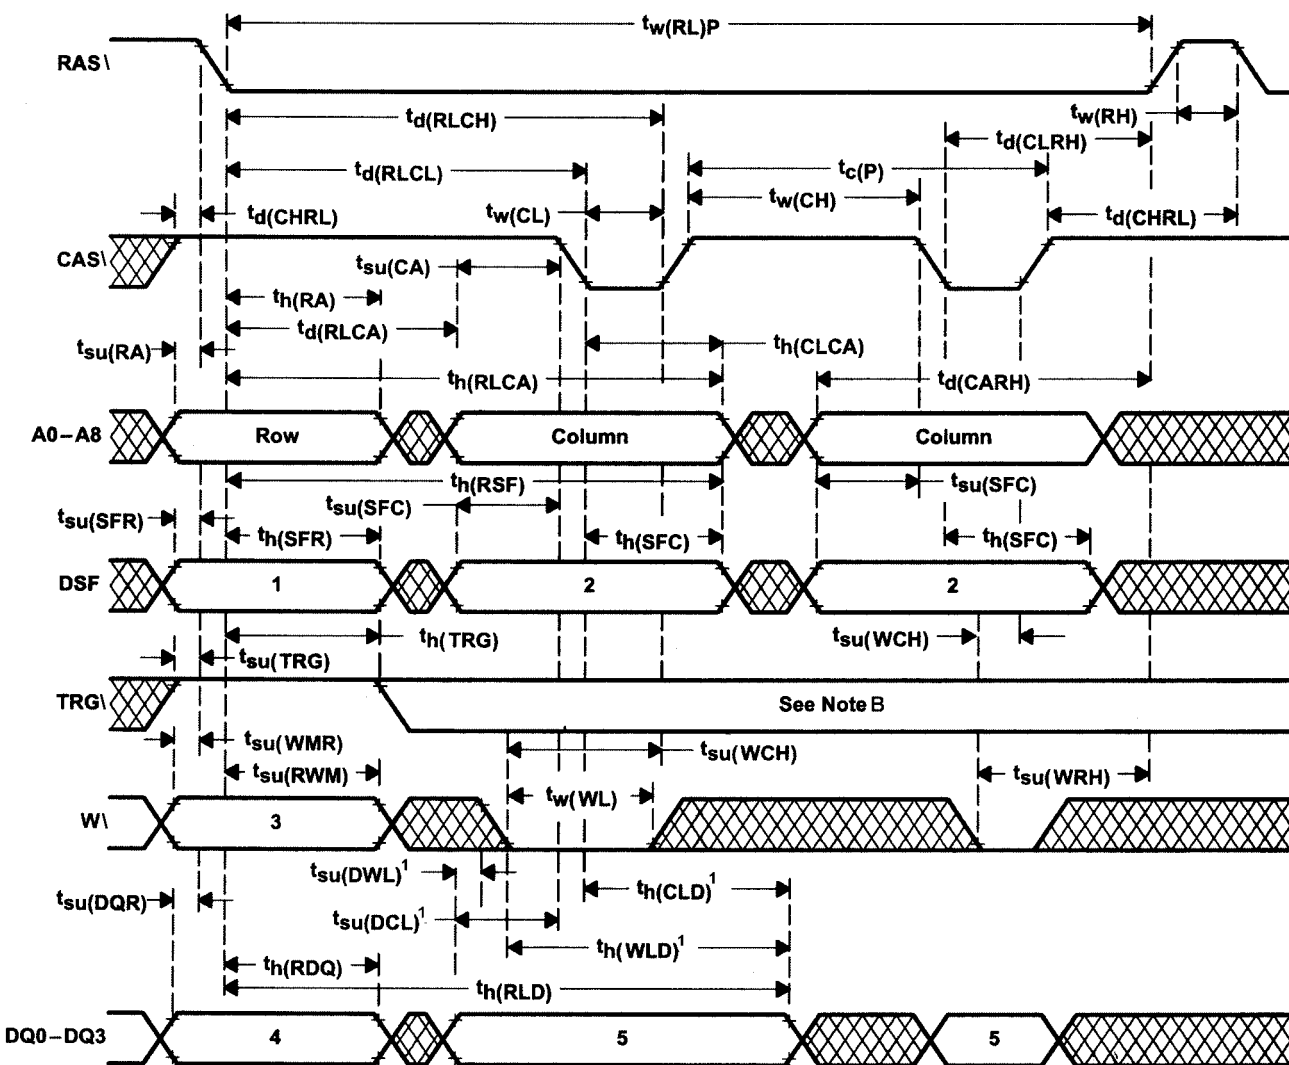 tw(RL)P
RAS\
td(RLCH)
tw(RH)
td(CLRH)
td(RLCL)
tc(P)
tw(CL)
tw(CH)
td(CHRL)
td(CHRL)
CAS\
tsu(CA)
th(RA)
td(RLCA)
tsu(RA)
th(CLCA)
th(RLCA)
td(CARH)
A0–A8
Row
Column
Column
th(RSF)
tsu(SFC)
tsu(SFC)
tsu(SFR)
th(SFR)
th(SFC)
th(SFC)
DSF
1
2
2
th(TRG)
tsu(WCH)
tsu(TRG)
TRG\
See Note B
tsu(WMR)
tsu(WCH)
tsu(RWM)
tsu(WRH)
tw(WL)
W\
3
tsu(DWL)1
th(CLD)1
tsu(DQR)
tsu(DCL)1
th(WLD)1
th(RDQ)
th(RLD)
DQ0–DQ3
4
5
5